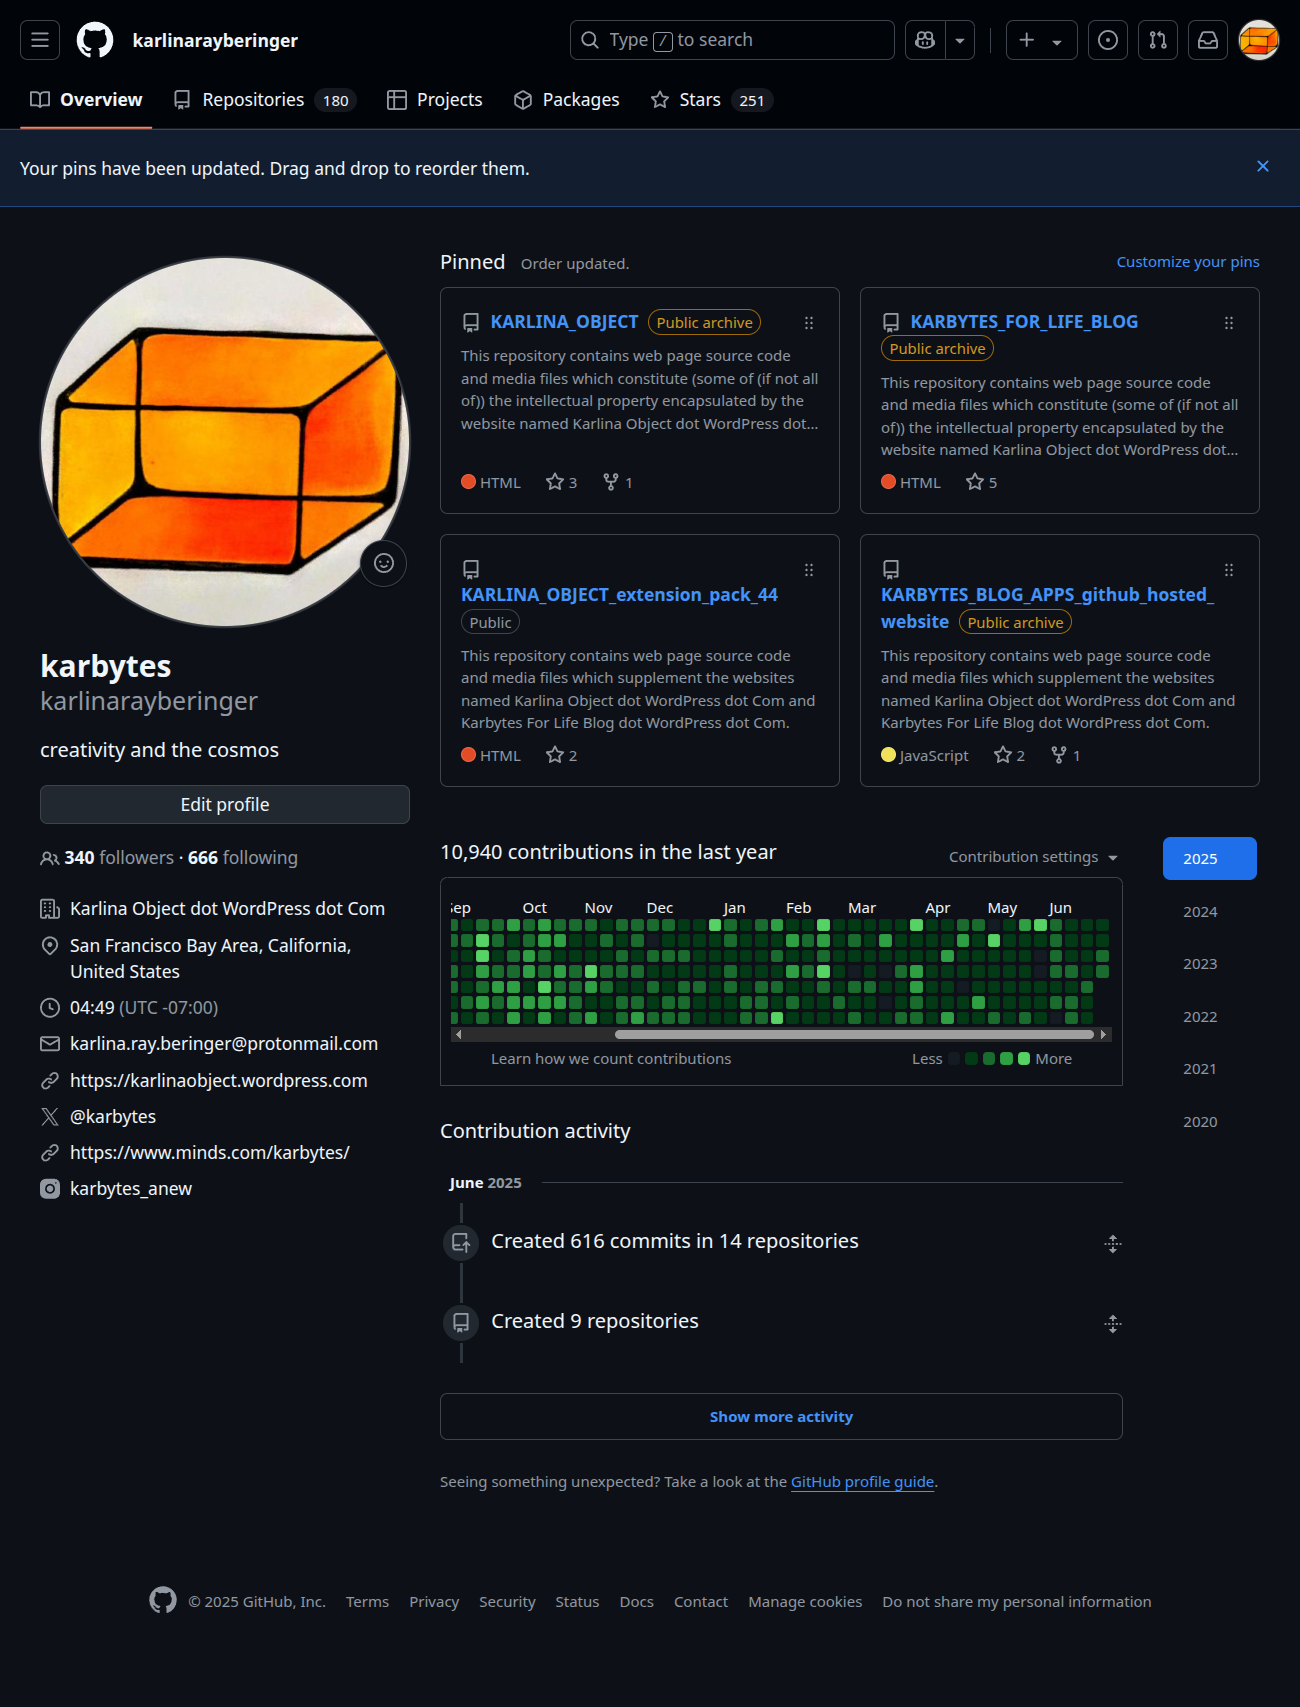 karlinarayberinger
Type / to search
Overview
Repositories 180
Projects
Packages
Stars 251
Your pins have been updated. Drag and drop to reorder them.
karbytes
karlinarayberinger
creativity and the cosmos
Edit profile
340 followers · 666 following
Karlina Object dot WordPress dot Com
San Francisco Bay Area, California,
United States
04:49 (UTC -07:00)
karlina.ray.beringer@protonmail.com
https://karlinaobject.wordpress.com
@karbytes
https://www.minds.com/karbytes/
karbytes_anew
Pinned Order updated.
Customize your pins
KARLINA_OBJECT Public archive
This repository contains web page source code
and media files which constitute (some of (if not all
of)) the intellectual property encapsulated by the
website named Karlina Object dot WordPress dot…
HTML 3 1
KARBYTES_FOR_LIFE_BLOG
Public archive
This repository contains web page source code
and media files which constitute (some of (if not all
of)) the intellectual property encapsulated by the
website named Karlina Object dot WordPress dot…
HTML 5
KARLINA_OBJECT_extension_pack_44
Public
This repository contains web page source code
and media files which supplement the websites
named Karlina Object dot WordPress dot Com and
Karbytes For Life Blog dot WordPress dot Com.
HTML 2
KARBYTES_BLOG_APPS_github_hosted_
website Public archive
This repository contains web page source code
and media files which supplement the websites
named Karlina Object dot WordPress dot Com and
Karbytes For Life Blog dot WordPress dot Com.
JavaScript 2 1
10,940 contributions in the last year
Contribution settings
Sep Oct Nov Dec Jan Feb Mar Apr May Jun
Learn how we count contributions
Less More
2025
2024
2023
2022
2021
2020
Contribution activity
June 2025
Created 616 commits in 14 repositories
Created 9 repositories
Show more activity
Seeing something unexpected? Take a look at the GitHub profile guide.
© 2025 GitHub, Inc. Terms Privacy Security Status Docs Contact Manage cookies Do not share my personal information